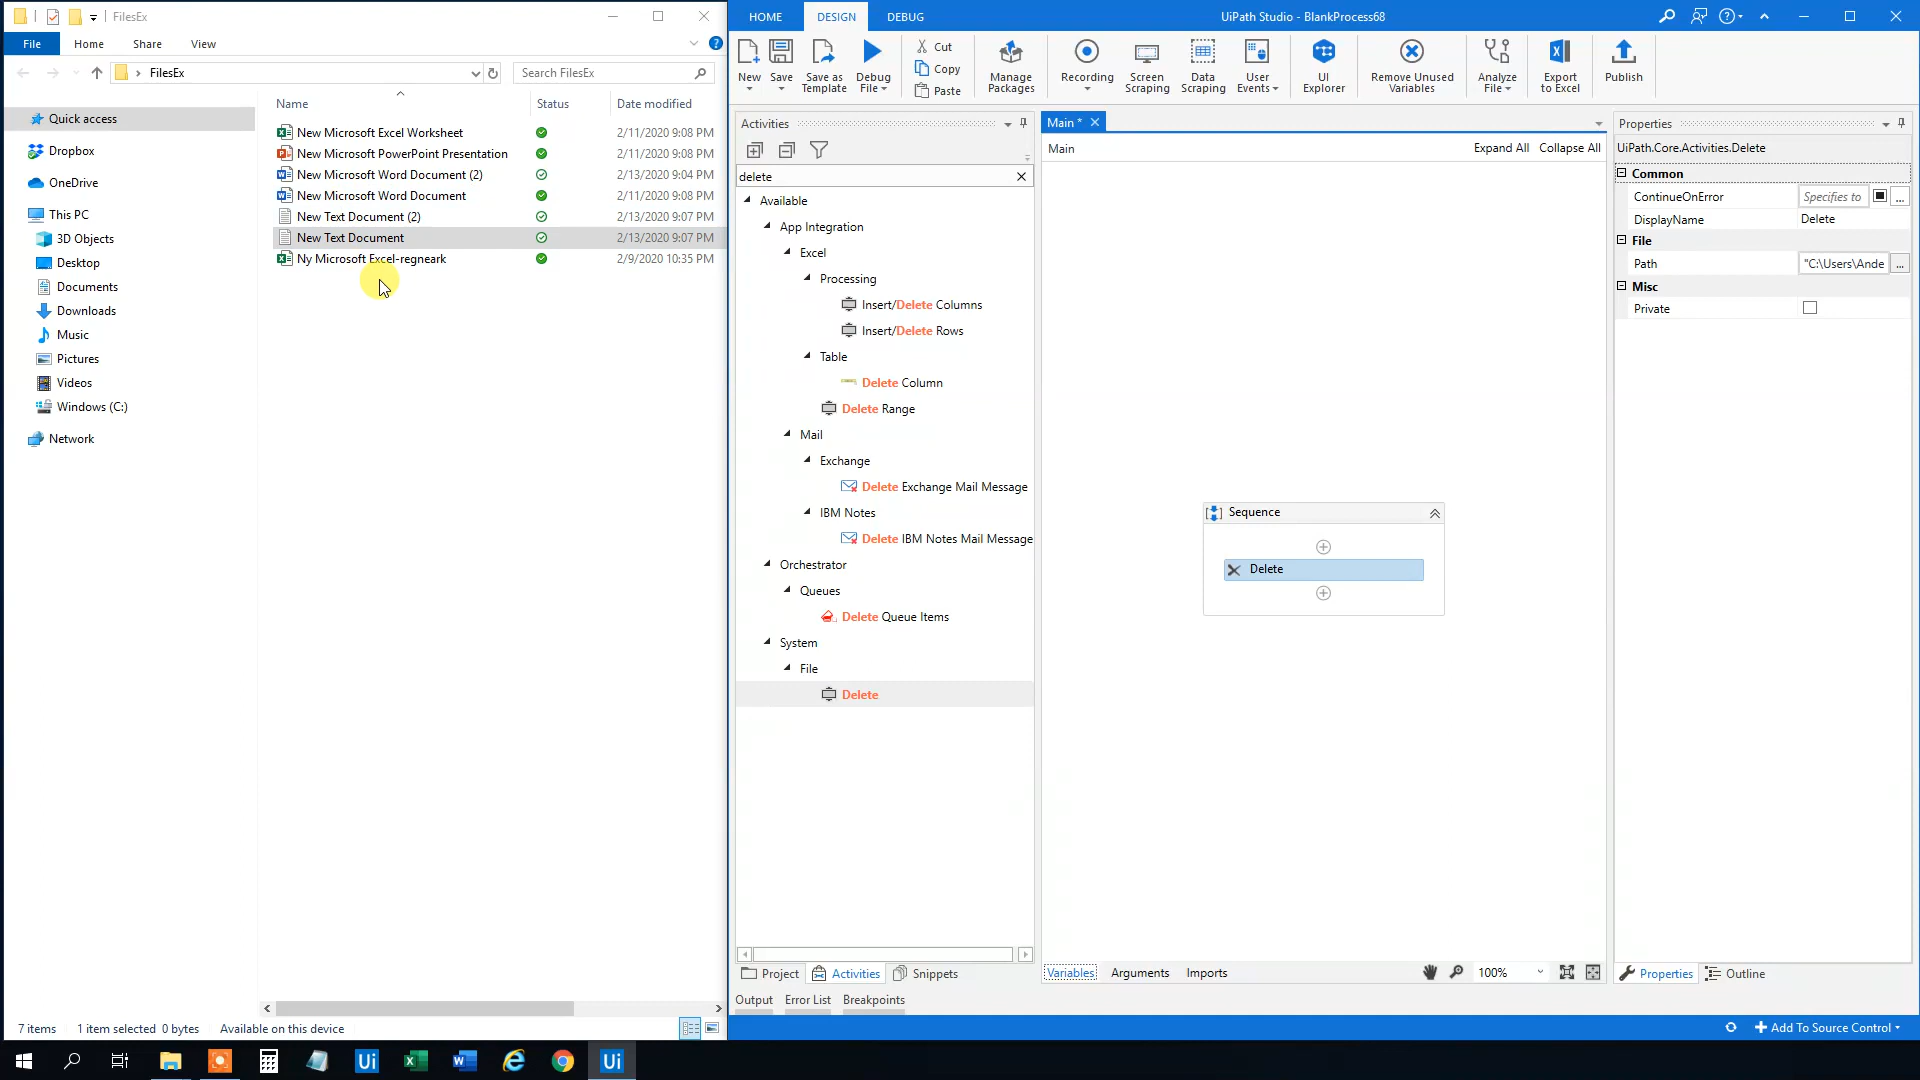 FilesEx
File Home Share View
FilesEx
Search FilesEx
Name Status Date modified
Quick access
Dropbox
OneDrive
This PC
3D Objects
Desktop
Documents
Downloads
Music
Pictures
Videos
Windows (C:)
Network
New Microsoft Excel Worksheet 2/11/2020 9:08 PM
New Microsoft PowerPoint Presentation 2/11/2020 9:08 PM
New Microsoft Word Document (2) 2/13/2020 9:04 PM
New Microsoft Word Document 2/11/2020 9:08 PM
New Text Document (2) 2/13/2020 9:07 PM
New Text Document 2/13/2020 9:07 PM
Ny Microsoft Excel-regneark 2/9/2020 10:35 PM
7 items 1 item selected 0 bytes Available on this device
HOME DESIGN DEBUG
UiPath Studio - BlankProcess68
New
Save
Save as Template
Debug File
Cut
Copy
Paste
Manage Packages
Recording
Screen Scraping
Data Scraping
User Events
UI Explorer
Remove Unused Variables
Analyze File
Export to Excel
Publish
Activities
delete
Available
App Integration
Excel
Processing
Insert/Delete Columns
Insert/Delete Rows
Table
Delete Column
Delete Range
Mail
Exchange
Delete Exchange Mail Message
IBM Notes
Delete IBM Notes Mail Message
Orchestrator
Queues
Delete Queue Items
System
File
Delete
Project Activities Snippets
Output Error List Breakpoints
Main *
Main Expand All Collapse All
Sequence
Delete
Variables Arguments Imports 100%
Properties
UiPath.Core.Activities.Delete
Common
ContinueOnError Specifies to ...
DisplayName Delete
File
Path "C:\Users\Ande ...
Misc
Private
Properties Outline
Add To Source Control
Ui
Ui